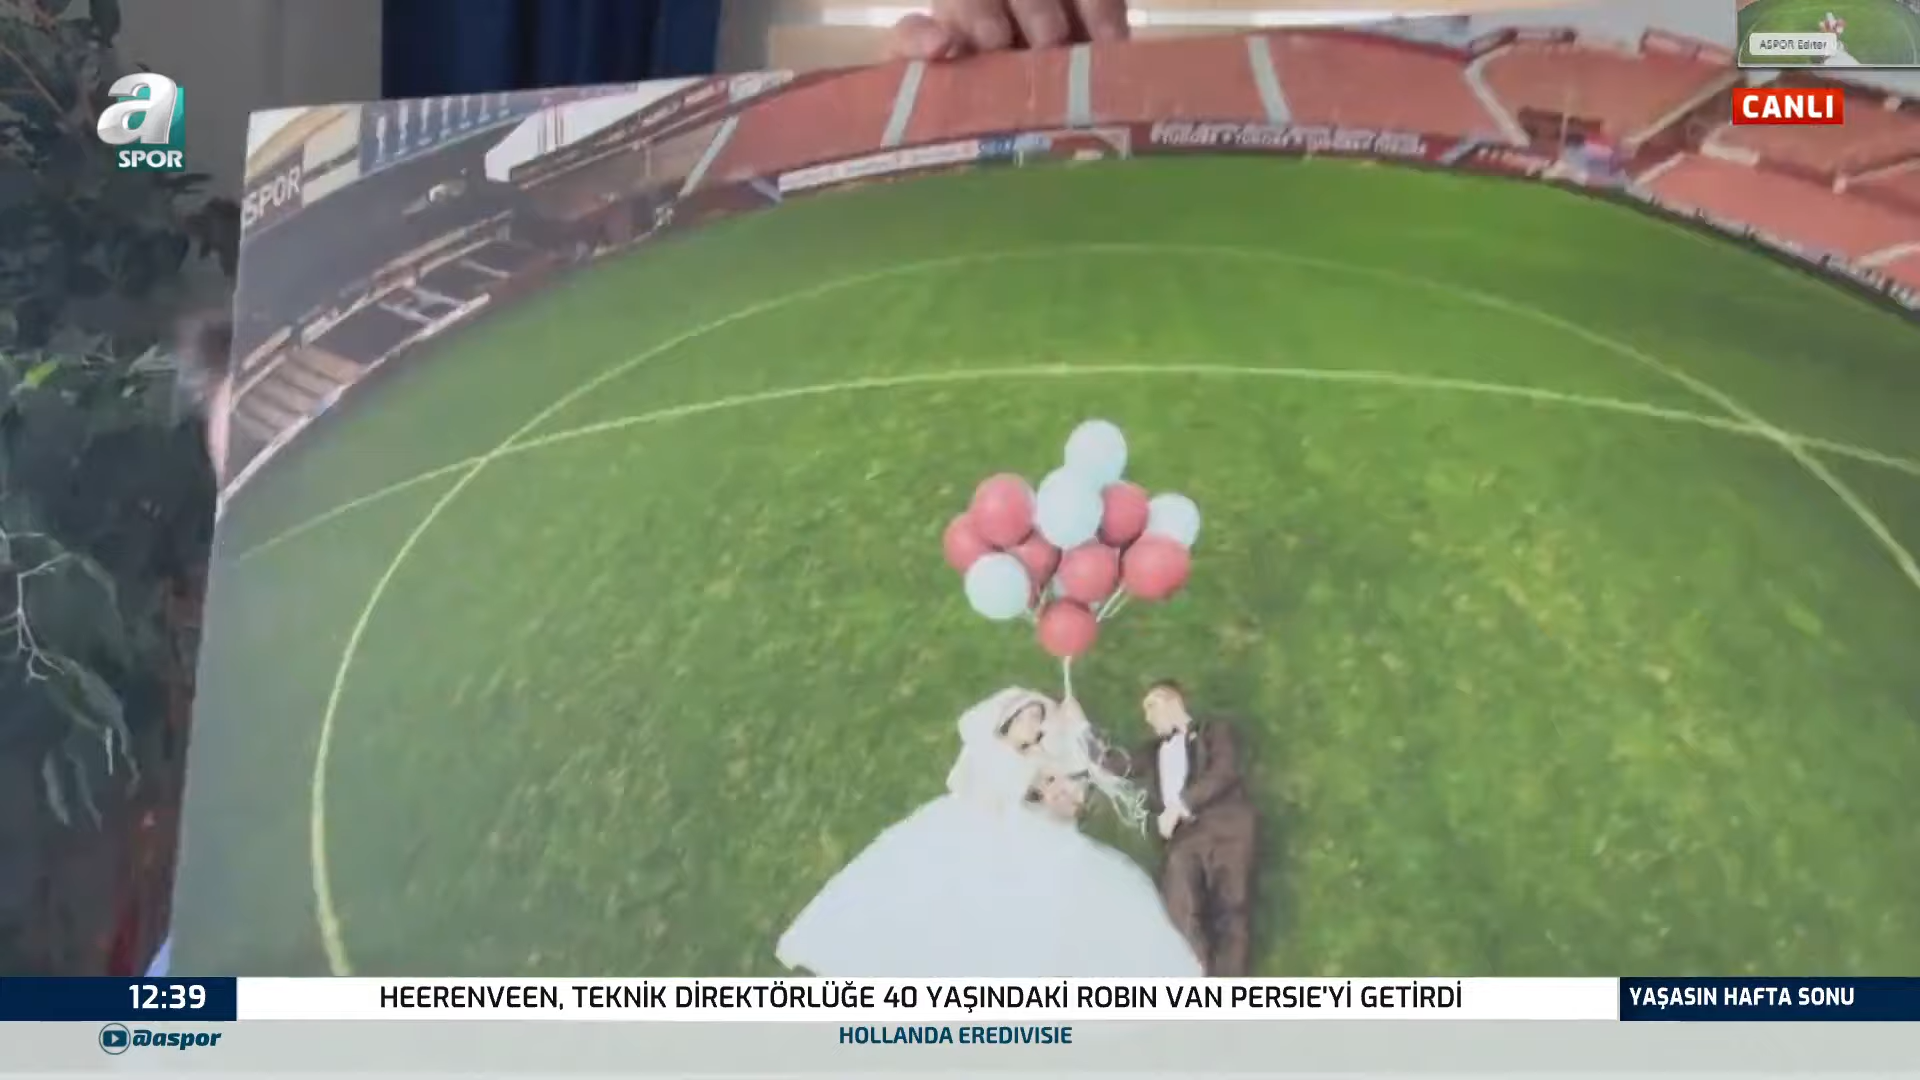 ASPOR Editor
a
SPOR
CANLI
SPOR
12:39
HEERENVEEN, TEKNİK DİREKTÖRLÜĞE 40 YAŞINDAKİ ROBIN VAN PERSIE'Yİ GETİRDİ
YAŞASIN HAFTA SONU
@aspor
HOLLANDA EREDIVISIE